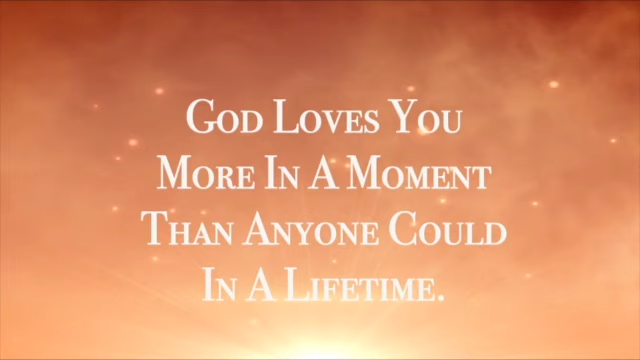 God Loves You
More In A Moment
Than Anyone Could
In A Lifetime.